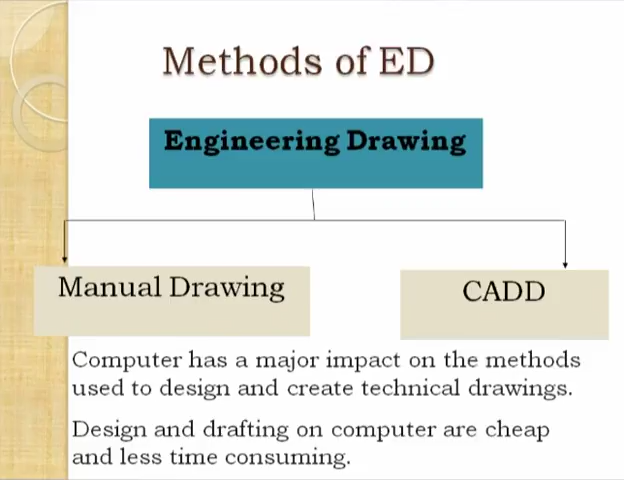 Methods of ED
Engineering Drawing
Manual Drawing
CADD
Computer has a major impact on the methods
used to design and create technical drawings.
Design and drafting on computer are cheap
and less time consuming.